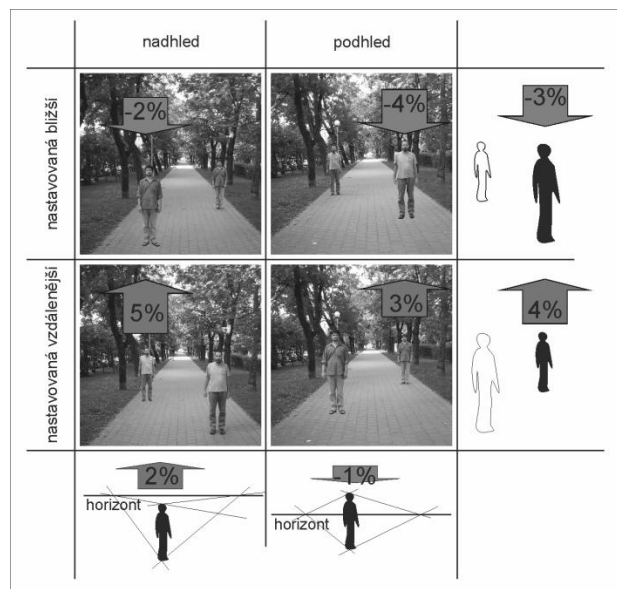 nadhled
podhled
nastavovaná bližší
-2%
-4%
-3%
nastavovaná vzdálenější
5%
3%
4%
2%
-1%
horizont
horizont